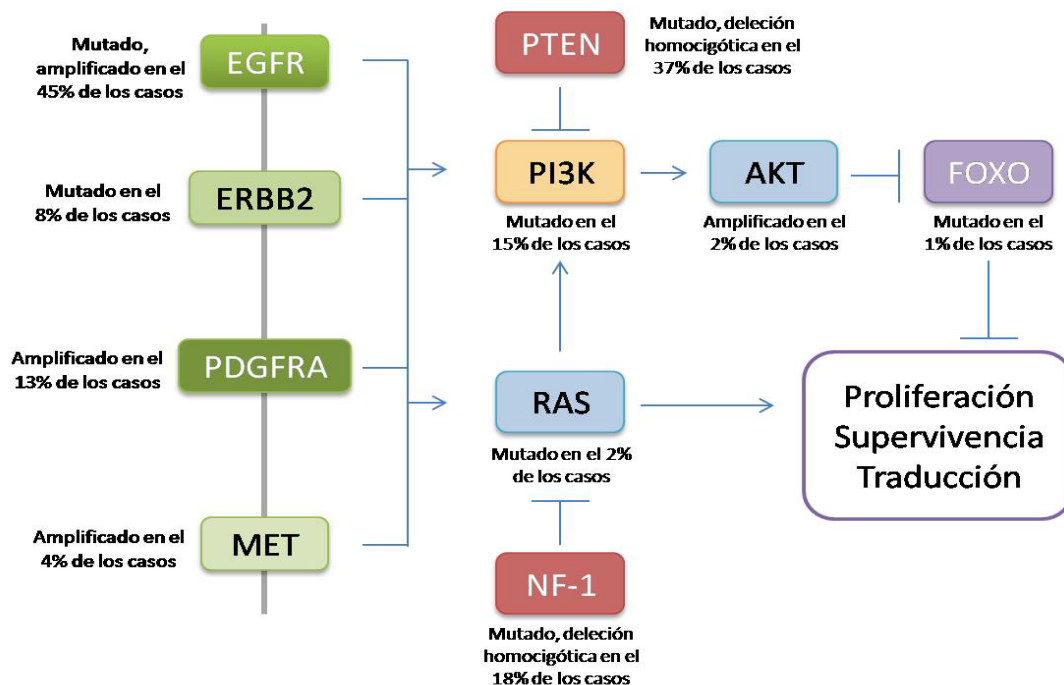 Mutado,
amplificado en el
45% de los casos
EGFR
PTEN
Mutado, deleción
homocigótica en el
37% de los casos
Mutado en el
8% de los casos
ERBB2
PI3K
Mutado en el
15% de los casos
AKT
Amplificado en el
2% de los casos
FOXO
Mutado en el
1% de los casos
Amplificado en el
13% de los casos
PDGFRA
RAS
Mutado en el 2%
de los casos
Proliferación
Supervivencia
Traducción
Amplificado en el
4% de los casos
MET
NF-1
Mutado, deleción
homocigótica en el
18% de los casos